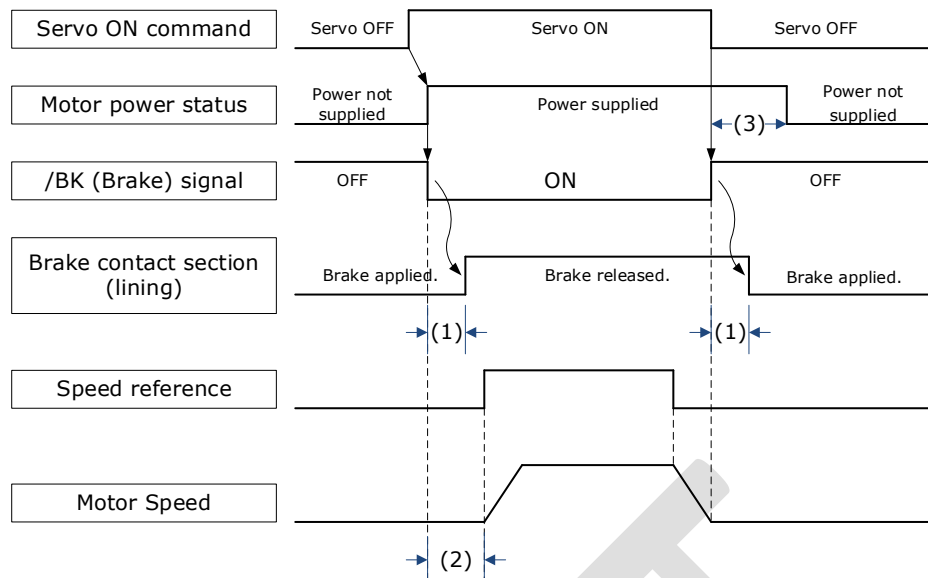 Servo ON command
Servo OFF
Servo ON
Servo OFF
Motor power status
Power not
supplied
Power supplied
Power not
supplied
(3)
/BK (Brake) signal
OFF
ON
OFF
Brake contact section
(lining)
Brake applied.
Brake released.
Brake applied.
(1)
(1)
Speed reference
Motor Speed
(2)